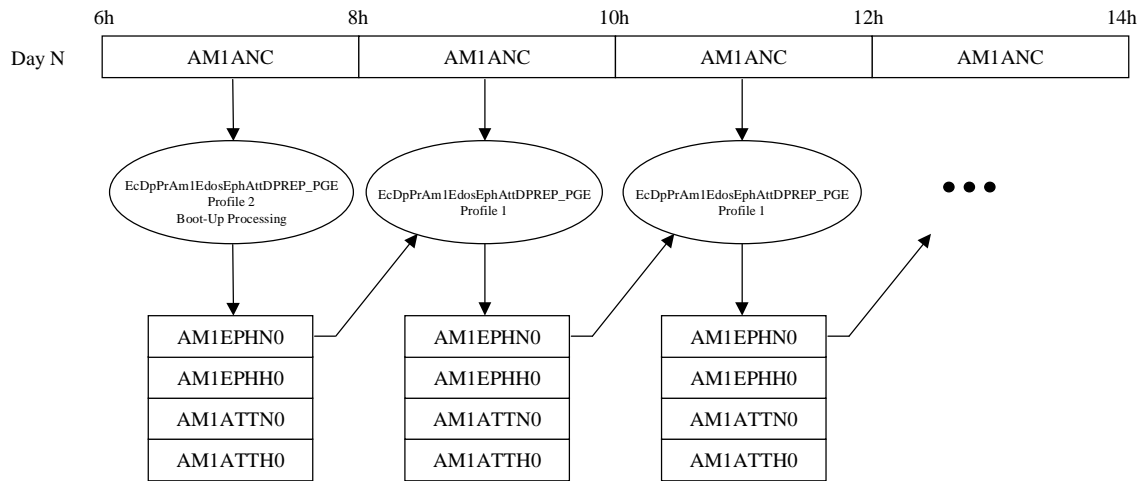 6h 8h 10h 12h 14h
Day N AM1ANC AM1ANC AM1ANC AM1ANC
EcDpPrAm1EdosEphAttDPREP_PGE
Profile 2
Boot-Up Processing
EcDpPrAm1EdosEphAttDPREP_PGE
Profile 1
EcDpPrAm1EdosEphAttDPREP_PGE
Profile 1
AM1EPHN0 AM1EPHN0 AM1EPHN0
AM1EPHH0 AM1EPHH0 AM1EPHH0
AM1ATTN0 AM1ATTN0 AM1ATTN0
AM1ATTH0 AM1ATTH0 AM1ATTH0